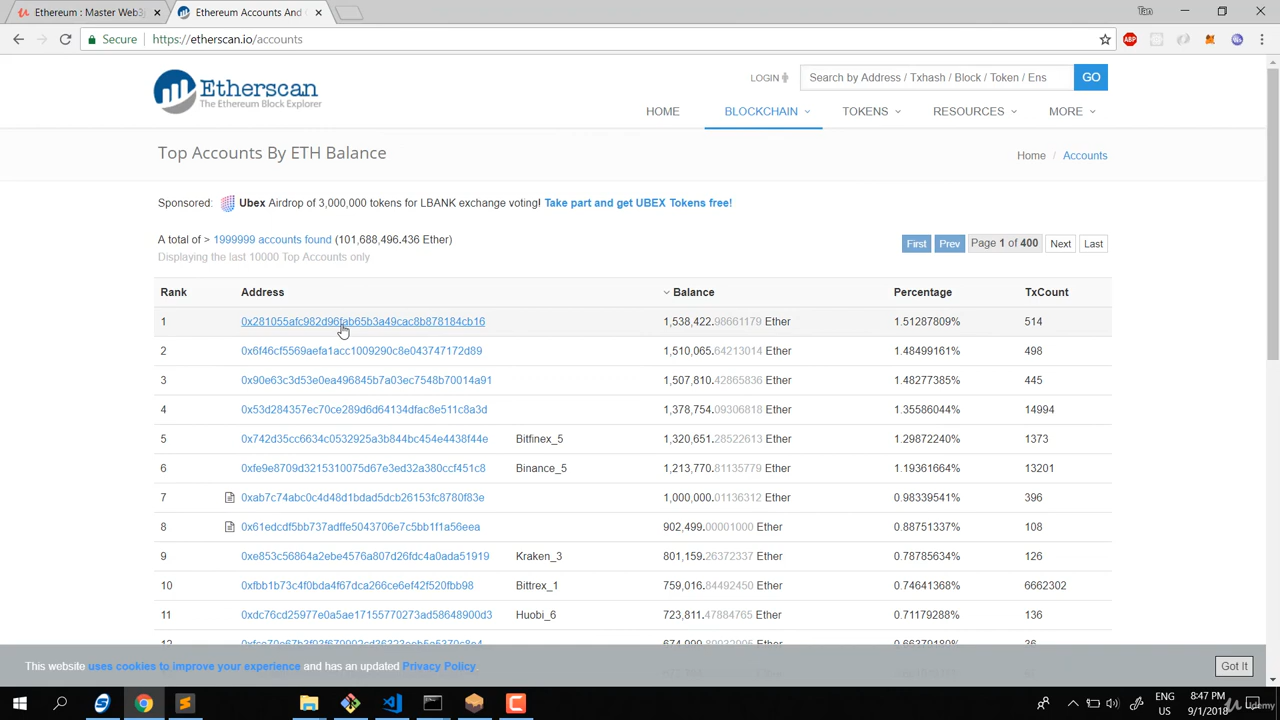 Ethereum : Master Web3j
Ethereum Accounts And
Tan
Secure
https://etherscan.io/accounts
ABP
Etherscan
The Ethereum Block Explorer
LOGIN
Search by Address / Txhash / Block / Token / Ens
GO
HOME BLOCKCHAIN TOKENS RESOURCES MORE
Top Accounts By ETH Balance
Home / Accounts
Sponsored: Ubex Airdrop of 3,000,000 tokens for LBANK exchange voting! Take part and get UBEX Tokens free!
A total of > 1999999 accounts found (101,688,496.436 Ether)
First Prev Page 1 of 400 Next Last
Displaying the last 10000 Top Accounts only
Rank Address Balance Percentage TxCount
1 0x281055afc982d96fab65b3a49cac8b878184cb16 1,538,422.98661179 Ether 1.51287809% 514
2 0x6f46cf5569aefa1acc1009290c8e043747172d89 1,510,065.64213014 Ether 1.48499161% 498
3 0x90e63c3d53e0ea496845b7a03ec7548b70014a91 1,507,810.42865836 Ether 1.48277385% 445
4 0x53d284357ec70ce289d6d64134dfac8e511c8a3d 1,378,754.09306818 Ether 1.35586044% 14994
5 0x742d35cc6634c0532925a3b844bc454e4438f44e Bitfinex_5 1,320,651.28522613 Ether 1.29872240% 1373
6 0xfe9e8709d3215310075d67e3ed32a380ccf451c8 Binance_5 1,213,770.81135779 Ether 1.19361664% 13201
7 0xab7c74abc0c4d48d1bdad5dcb26153fc8780f83e 1,000,000.01136312 Ether 0.98339541% 396
8 0x61edcdf5bb737adffe5043706e7c5bb1f1a56eea 902,499.00001000 Ether 0.88751337% 108
9 0xe853c56864a2ebe4576a807d26fdc4a0ada51919 Kraken_3 801,159.26372337 Ether 0.78785634% 126
10 0xfbb1b73c4f0bda4f67dca266ce6ef42f520fbb98 Bittrex_1 759,016.84492450 Ether 0.74641368% 6662302
11 0xdc76cd25977e0a5ae17155770273ad58648900d3 Huobi_6 723,811.47884765 Ether 0.71179288% 136
This website uses cookies to improve your experience and has an updated Privacy Policy.
Got It
ENG
US
8:47 PM
9/1/2018
Udemy